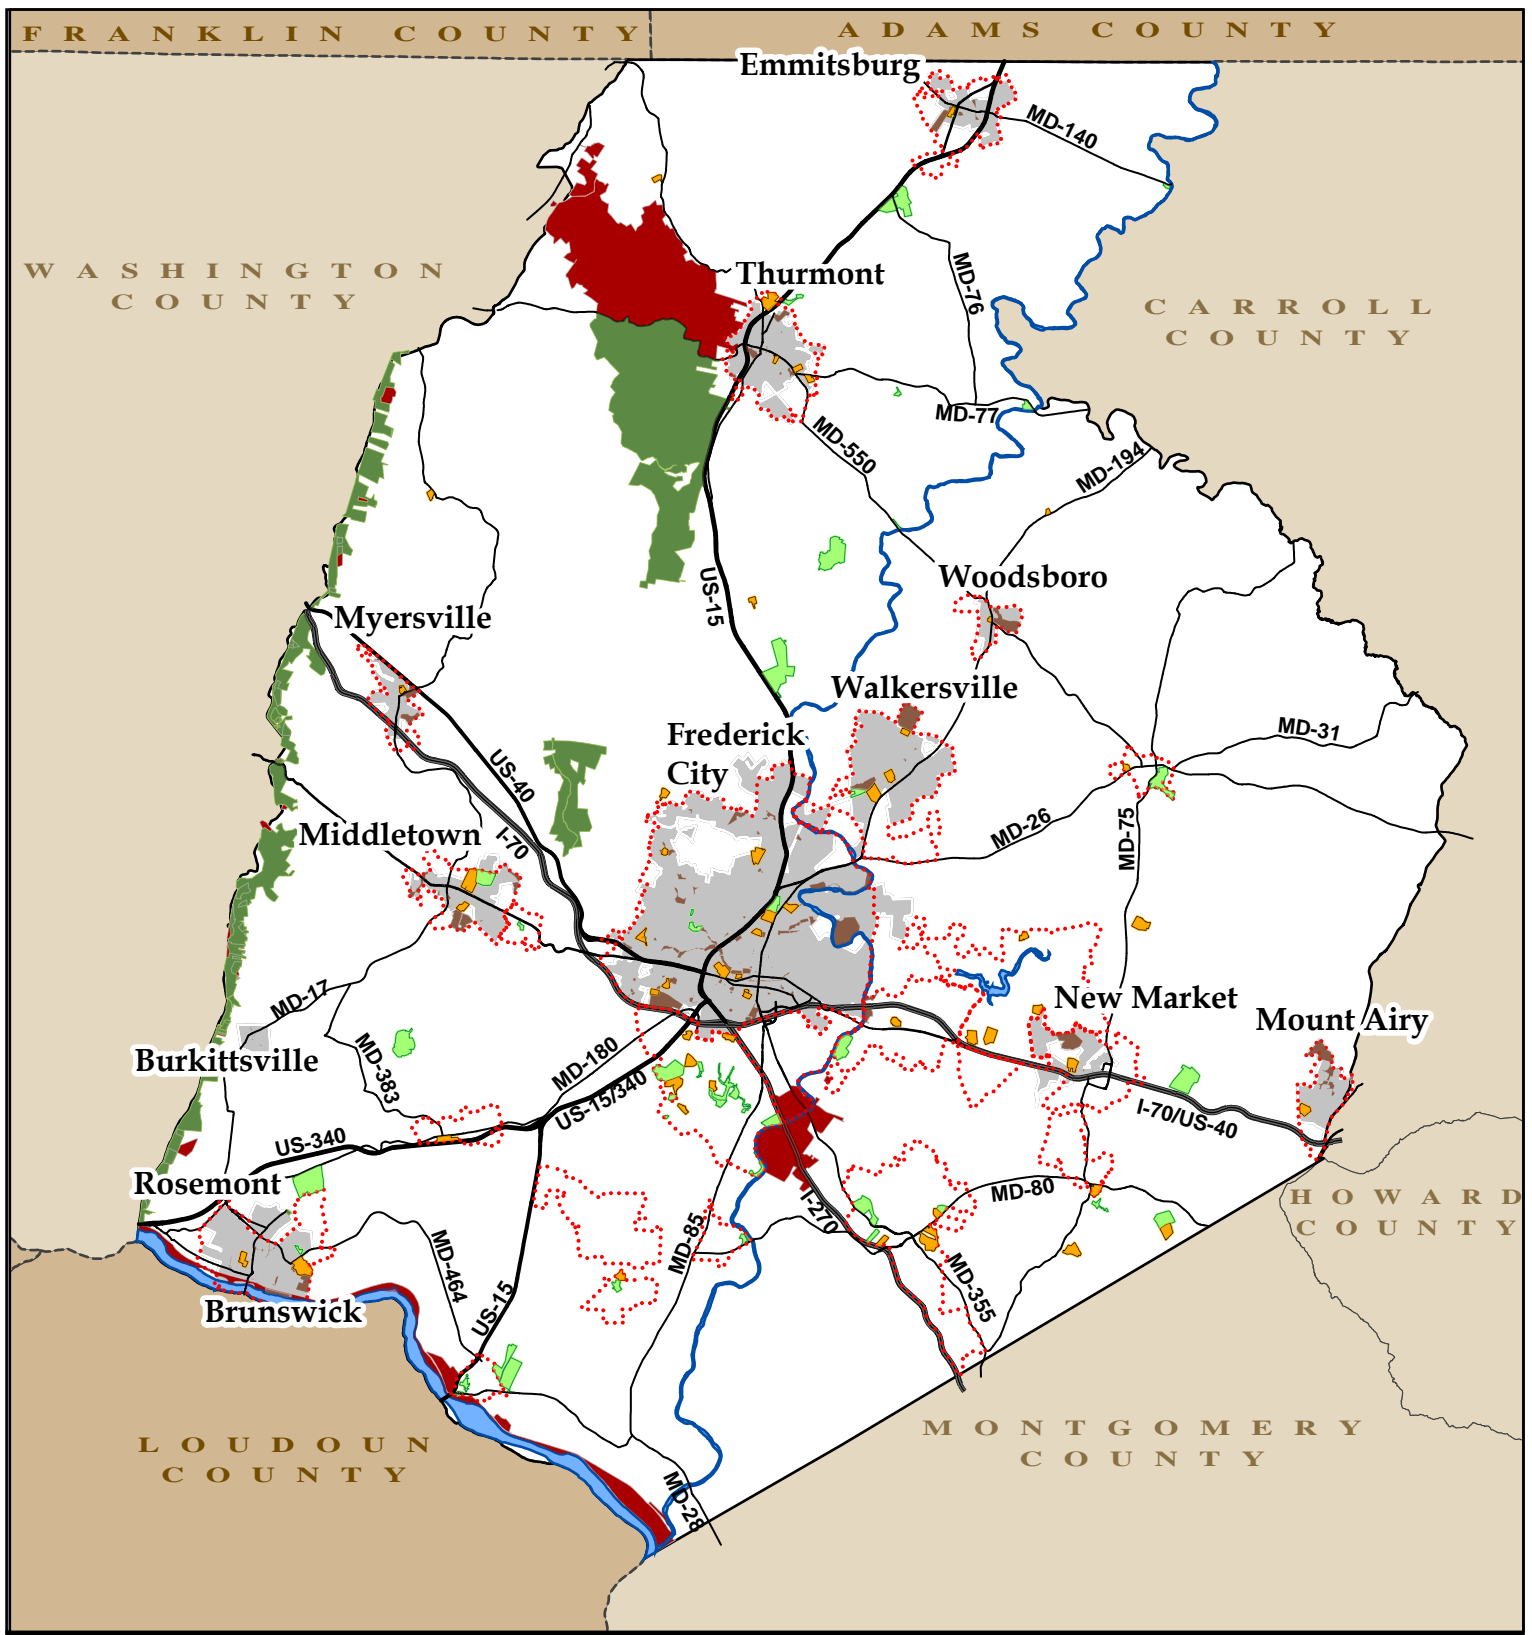 FRANKLIN COUNTY
ADAMS COUNTY
Emmitsburg
MD-140
WASHINGTON
COUNTY
Thurmont
MD-76
CARROLL
COUNTY
MD-77
MD-550
MD-194
US-15
Woodsboro
Myersville
Walkersville
MD-31
Frederick
City
US-40
I-70
Middletown
MD-26
MD-75
MD-17
New Market
Mount Airy
Burkittsville
MD-383
MD-180
US-15/340
I-70/US-40
US-340
Rosemont
MD-80
HOWARD
COUNTY
I-270
MD-85
MD-464
MD-355
US-15
Brunswick
MONTGOMERY
COUNTY
LOUDOUN
COUNTY
MD-28